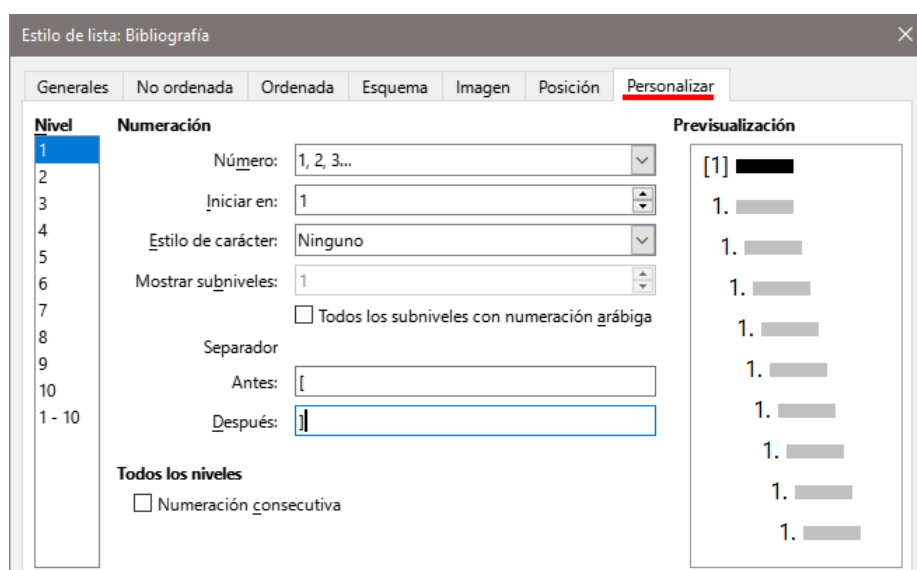 Estilo de lista: Bibliografía
Generales No ordenada Ordenada Esquema Imagen Posición Personalizar
Nivel
1
2
3
4
5
6
7
8
9
10
1 - 10
Numeración
Número: 1, 2, 3...
Iniciar en: 1
Estilo de carácter: Ninguno
Mostrar subniveles: 1
Todos los subniveles con numeración arábiga
Separador
Antes: [
Después: ]
Todos los niveles
Numeración consecutiva
Previsualización
[1]
1.
1.
1.
1.
1.
1.
1.
1.
1.